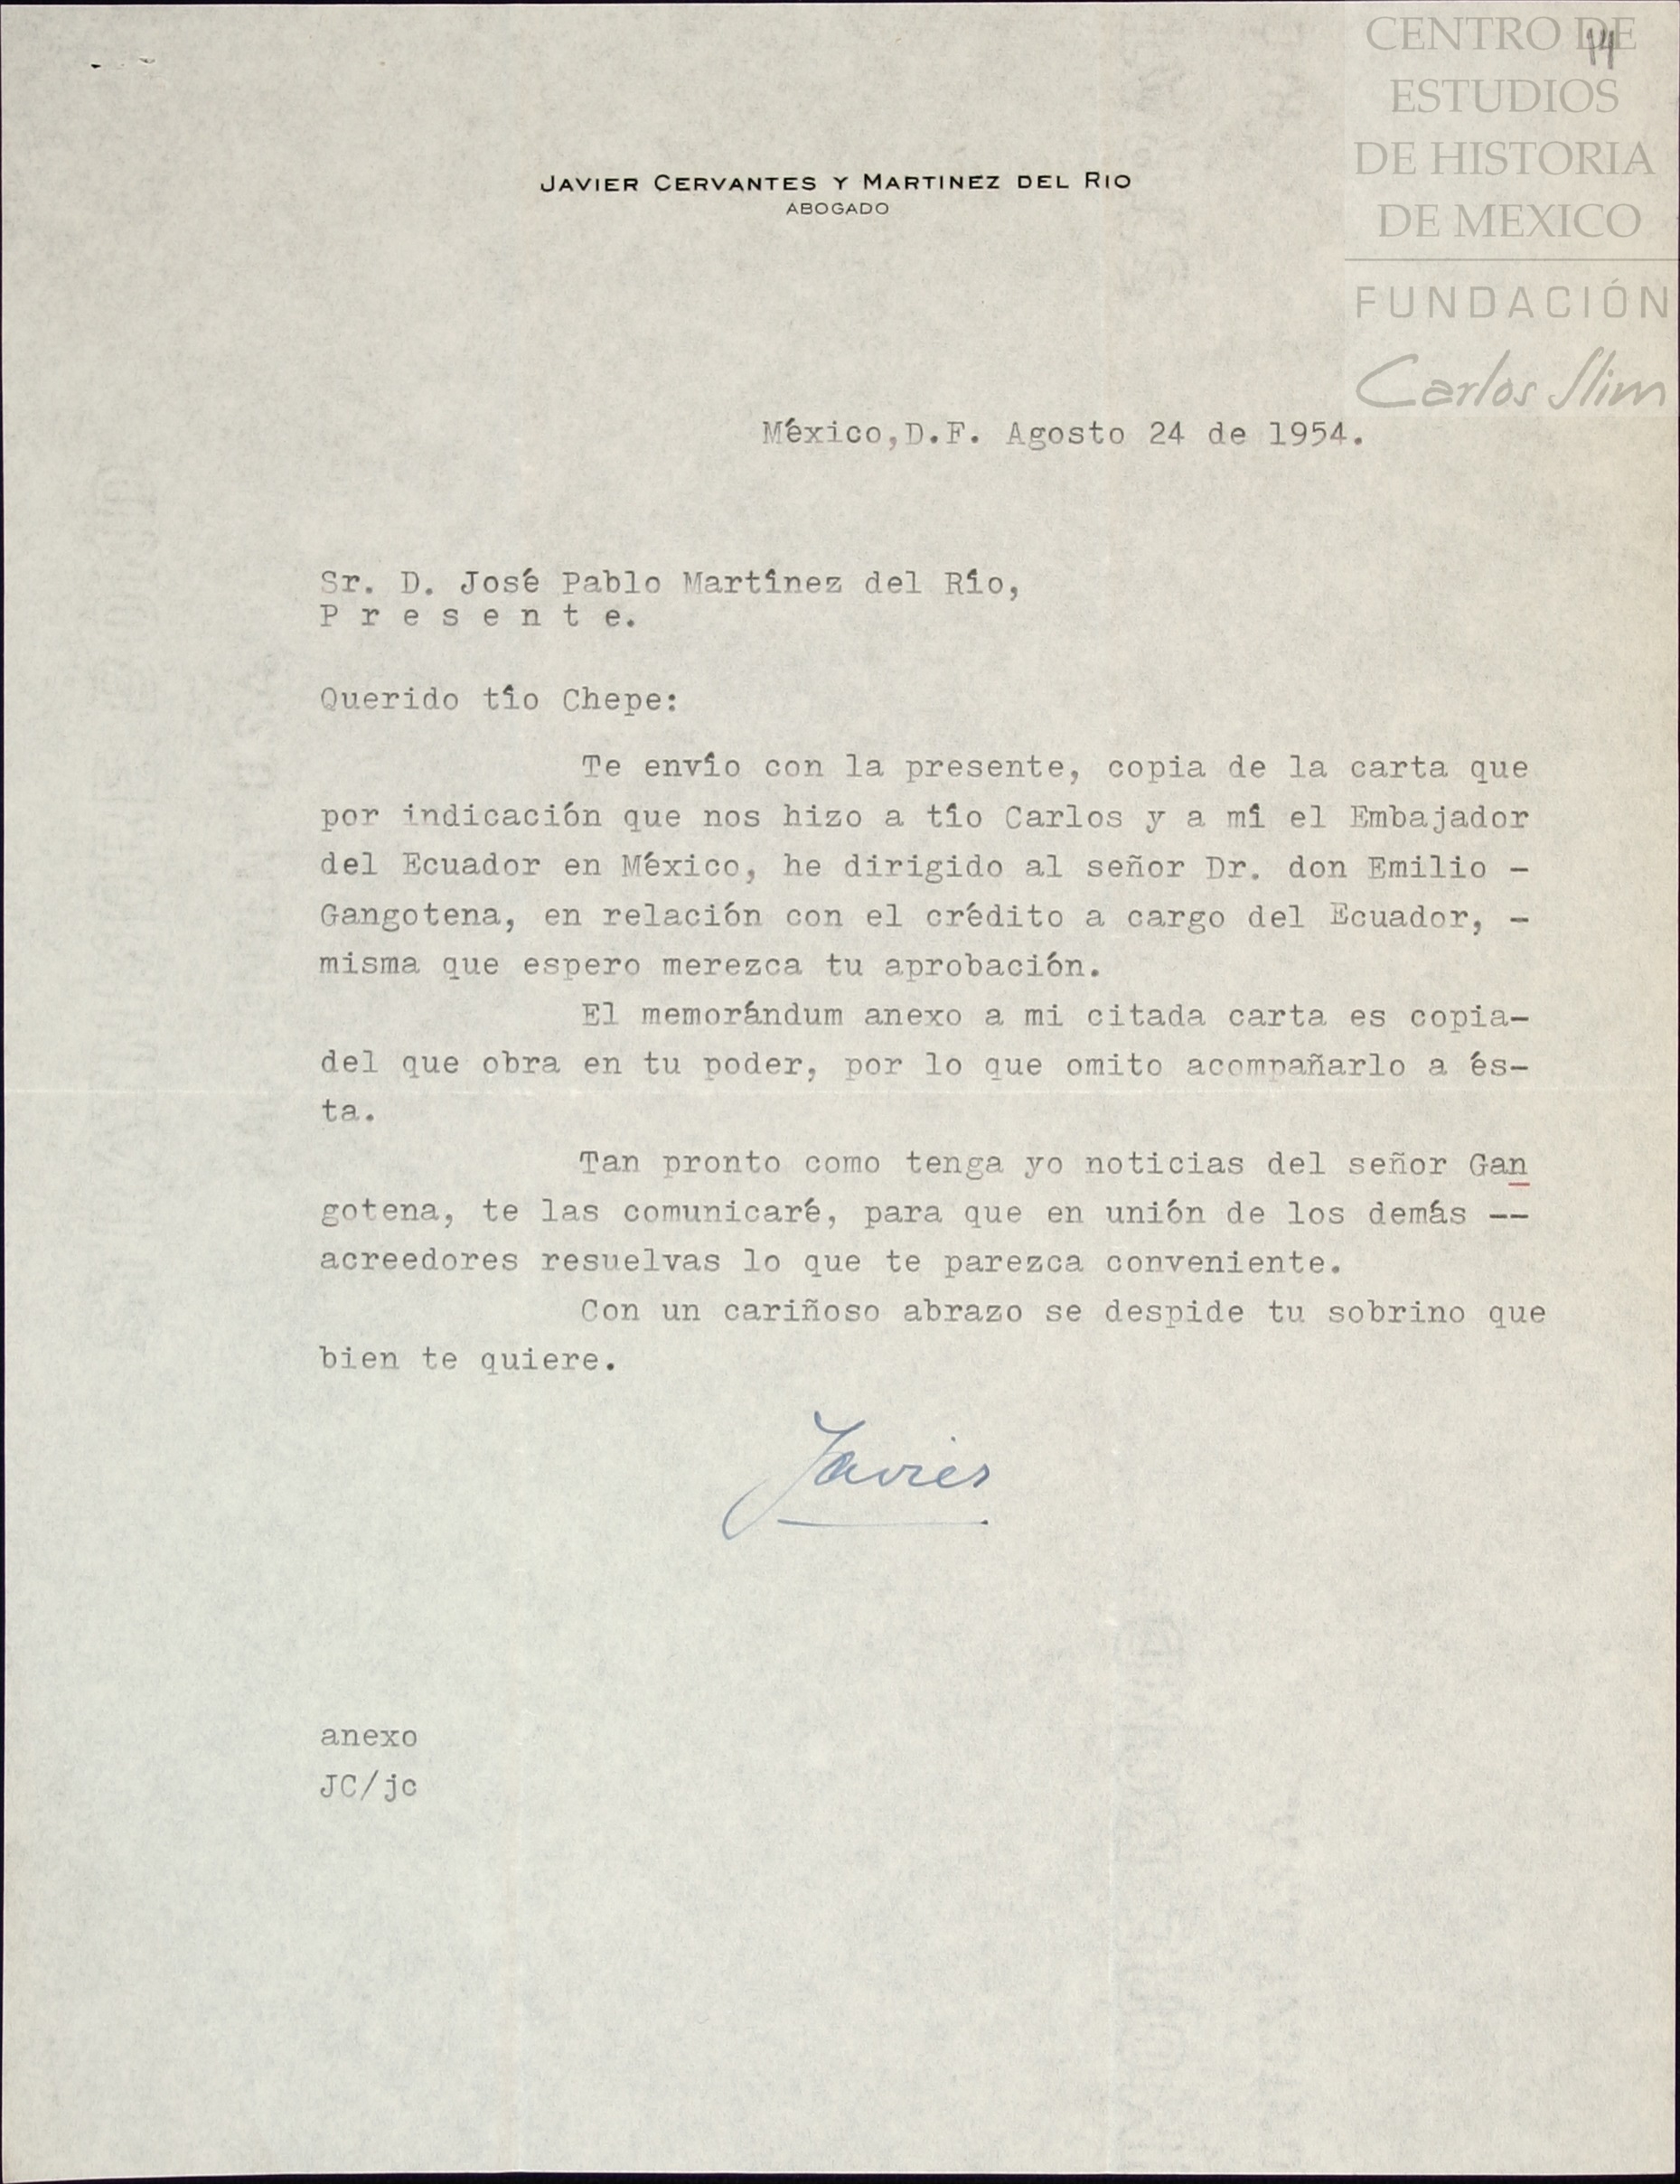 CENTRO DE
ESTUDIOS
DE HISTORIA
DE MEXICO
FUNDACIÓN
Carlos Slim
14
JAVIER CERVANTES Y MARTINEZ DEL RIO
ABOGADO
México,D.F. Agosto 24 de 1954.
Sr. D. José Pablo Martínez del Río,
P r e s e n t e.
Querido tío Chepe:
Te envío con la presente, copia de la carta que
por indicación que nos hizo a tío Carlos y a mí el Embajador
del Ecuador en México, he dirigido al señor Dr. don Emilio -
Gangotena, en relación con el crédito a cargo del Ecuador, -
misma que espero merezca tu aprobación.
El memorándum anexo a mi citada carta es copia-
del que obra en tu poder, por lo que omito acompañarlo a és-
ta.
Tan pronto como tenga yo noticias del señor Gan
gotena, te las comunicaré, para que en unión de los demás --
acreedores resuelvas lo que te parezca conveniente.
Con un cariñoso abrazo se despide tu sobrino que
bien te quiere.
Javier
anexo
JC/jc